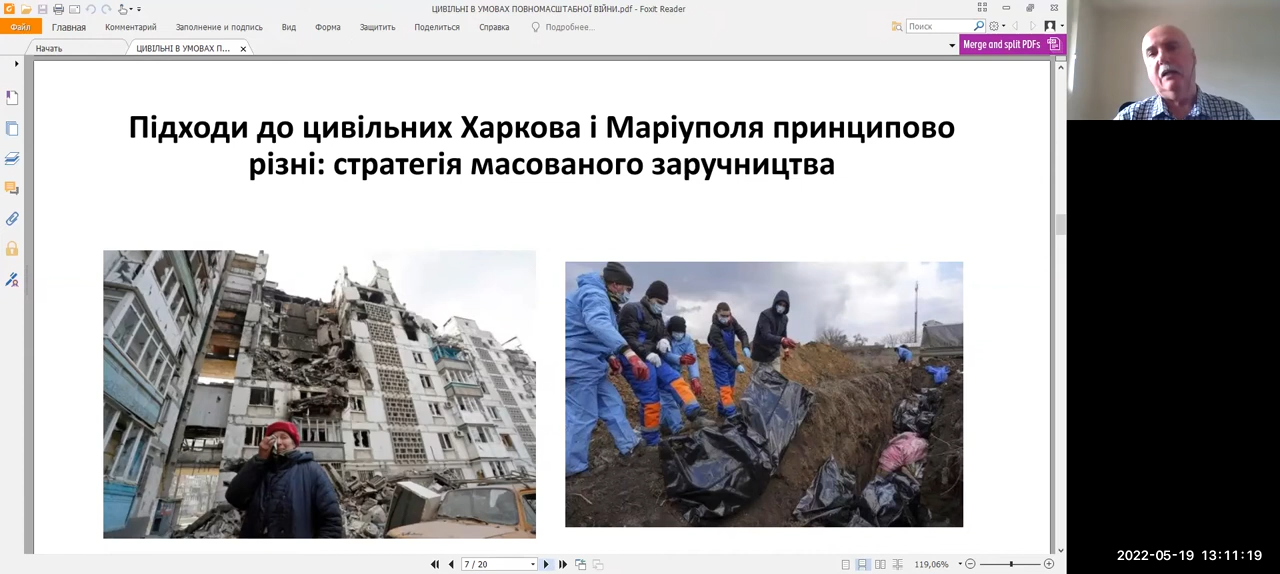 ЦИВІЛЬНІ В УМОВАХ ПОВНОМАСШТАБНОЇ ВІЙНИ.pdf - Foxit Reader
Файл Главная Комментарий Заполнение и подпись Вид Форма Защитить Поделиться Справка Подробнее... Поиск
Начать ЦИВІЛЬНІ В УМОВАХ П... Merge and split PDFs
Підходи до цивільних Харкова і Маріуполя принципово
різні: стратегія масованого заручництва
7 / 20 119,06%
2022-05-19 13:11:19